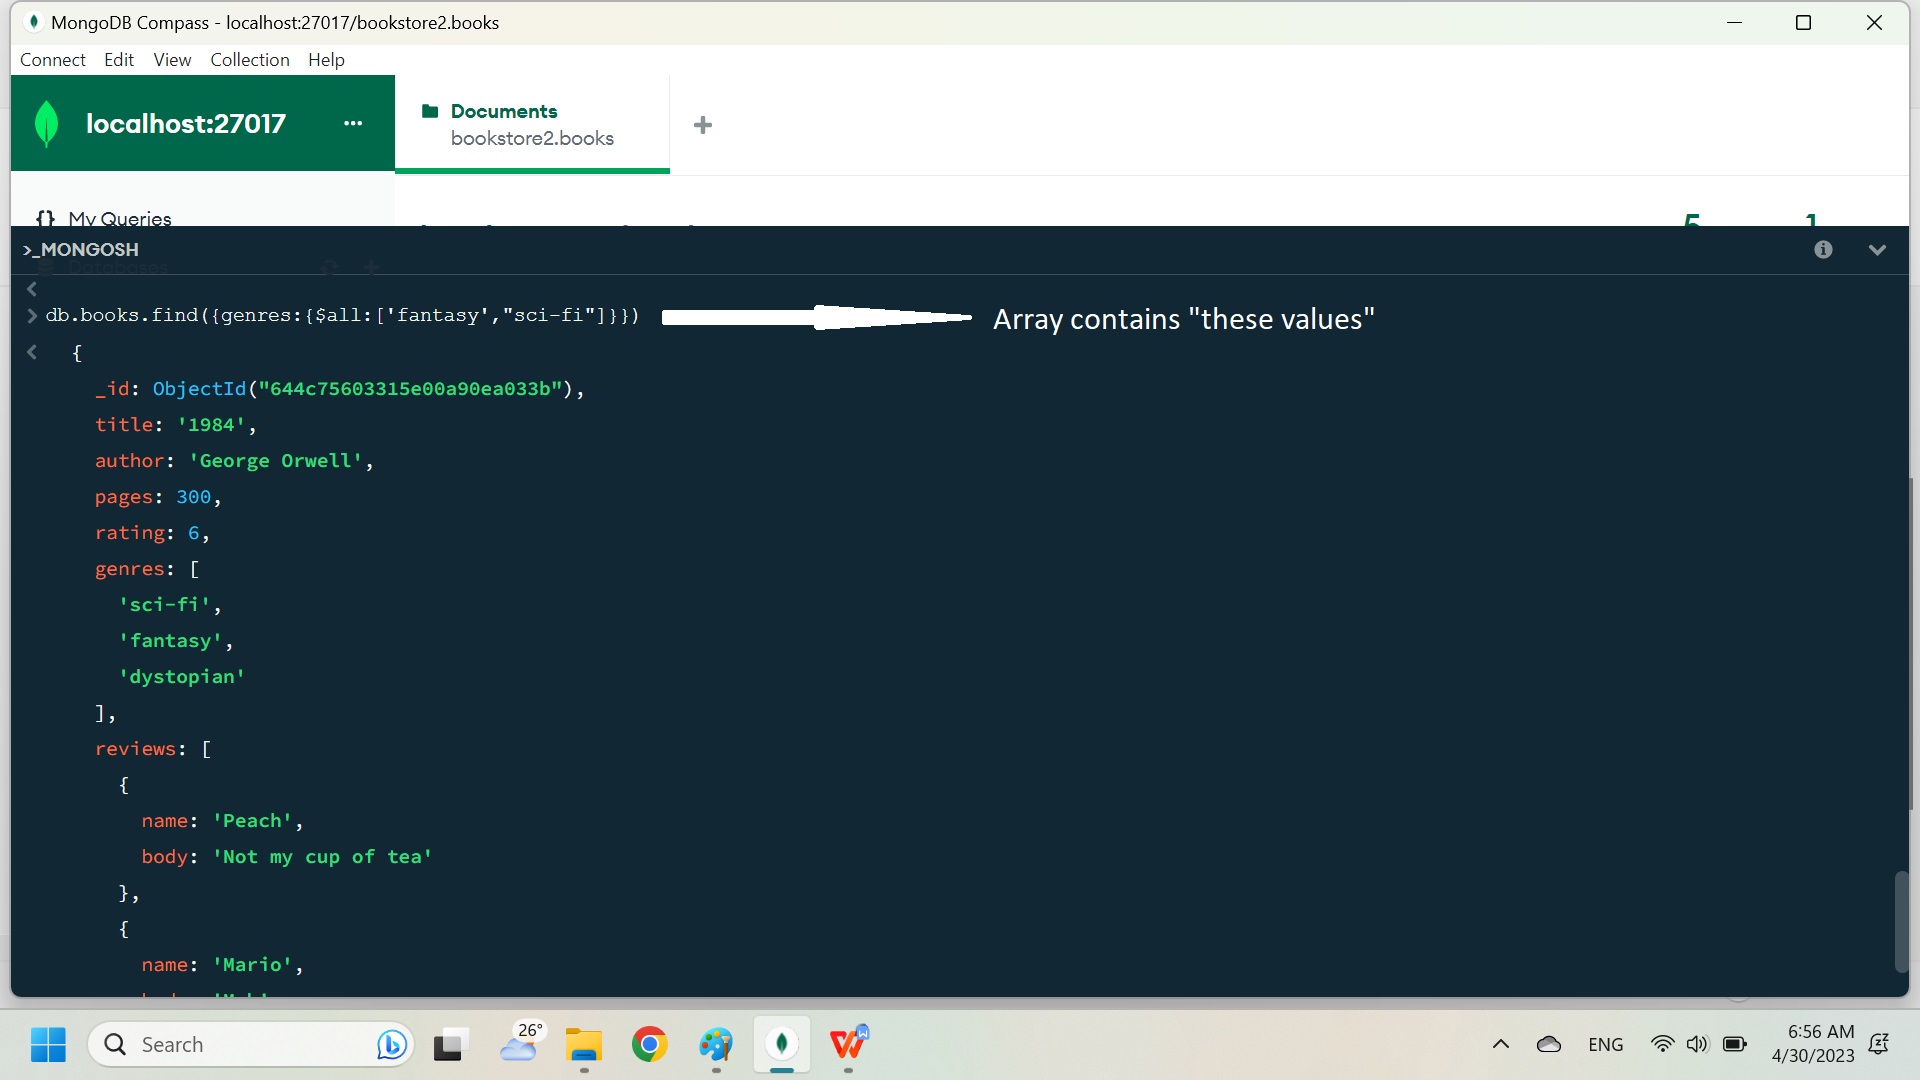 MongoDB Compass - localhost:27017/bookstore2.books
Connect Edit View Collection Help
localhost:27017 ...
Documents
bookstore2.books
{} My Queries
5 1
>_MONGOSH
Databases
db.books.find({genres:{$all:['fantasy',"sci-fi"]}})
Array contains "these values"
{
_id: ObjectId("644c75603315e00a90ea033b"),
title: '1984',
author: 'George Orwell',
pages: 300,
rating: 6,
genres: [
'sci-fi',
'fantasy',
'dystopian'
],
reviews: [
{
name: 'Peach',
body: 'Not my cup of tea'
},
{
name: 'Mario',
Search
26°
ENG
6:56 AM
4/30/2023